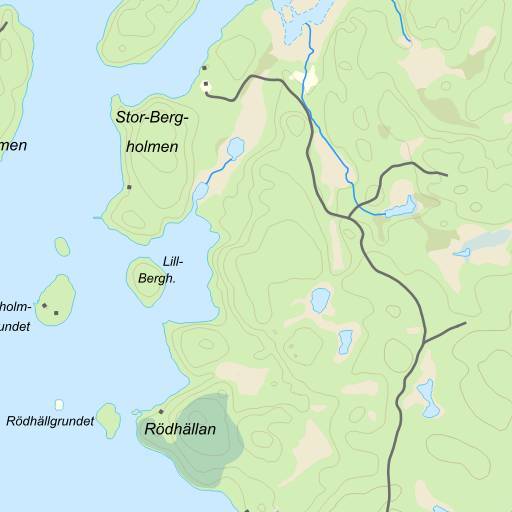 Stor-Berg-
holmen
men
Lill-
Bergh.
holm-
undet
Rödhällgrundet
Rödhällan